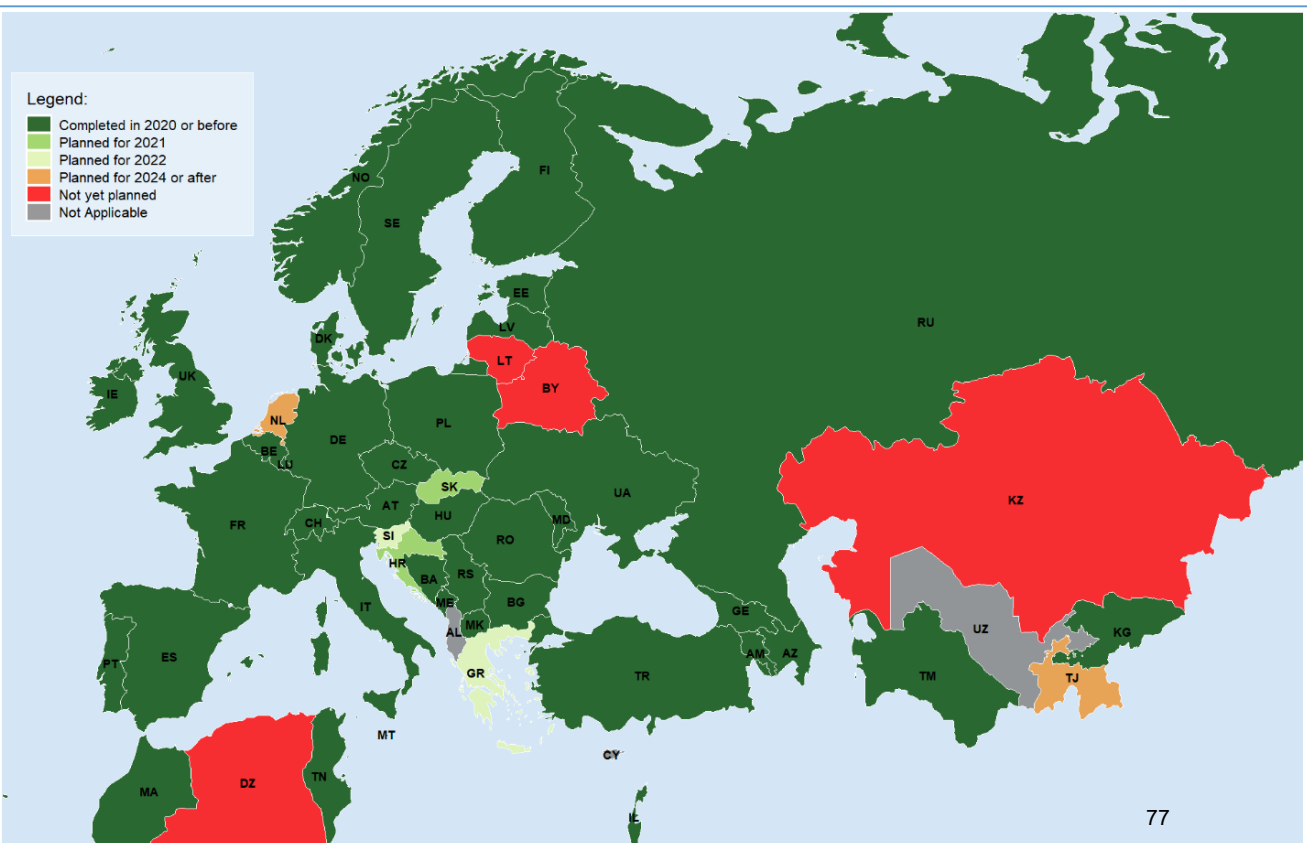 Legend:
Completed in 2020 or before
Planned for 2021
Planned for 2022
Planned for 2024 or after
Not yet planned
Not Applicable
NO
FI
SE
EE
RU
LV
DK
LT
UK
BY
IE
NL
PL
DE
BE
LU
CZ
SK
UA
KZ
AT
HU
MD
FR
CH
SI
RO
HR
RS
BA
IT
ME
BG
GE
UZ
KG
AL
MK
AM
AZ
PT
ES
GR
TR
TM
TJ
MT
CY
TN
DZ
MA
IL
77